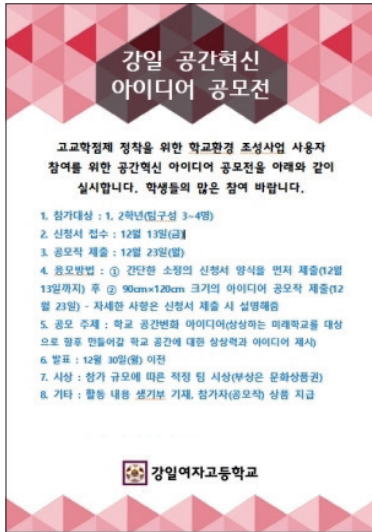 강일 공간혁신
아이디어 공모전
고교학점제 정착을 위한 학교환경 조성사업 사용자
참여를 위한 공간혁신 아이디어 공모전을 아래와 같이
실시합니다. 학생들의 많은 참여 바랍니다.
1. 참가대상 : 1, 2학년(팀구성 3~4명)
2. 신청서 접수 : 12월 13일(금)
3. 공모작 제출 : 12월 23일(월)
4. 응모방법 : ① 간단한 소정의 신청서 양식을 먼저 제출(12월
13일까지) 후 ② 90cm×120cm 크기의 아이디어 공모작 제출(12
월 23일) - 자세한 사항은 신청서 제출 시 설명해줌
5. 공모 주제 : 학교 공간변화 아이디어(상상하는 미래학교를 대상
으로 향후 만들어갈 학교 공간에 대한 상상력과 아이디어 제시)
6. 발표 : 12월 30일(월) 이전
7. 시상 : 참가 규모에 따른 적정 팀 시상(부상은 문화상품권)
8. 기타 : 활동 내용 생기부 기재, 참가자(공모작) 상품 지급
강일여자고등학교